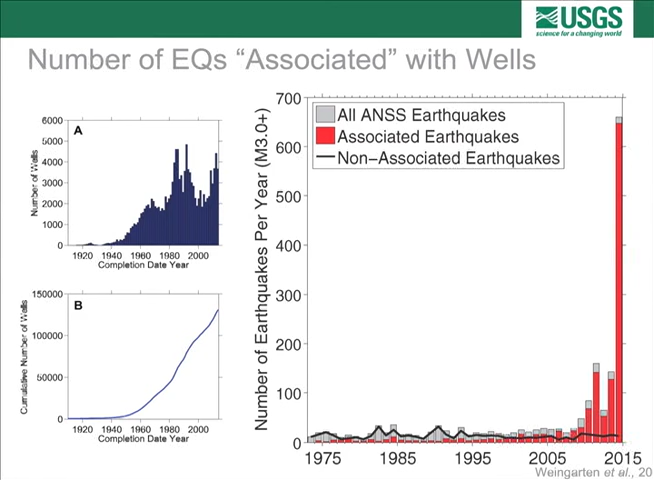 USGS
science for a changing world
Number of EQs “Associated” with Wells
A
Number of Wells
6000
5000
4000
3000
2000
1000
0
1920 1940 1960 1980 2000
Completion Date Year
B
Cumulative Number of Wells
150000
100000
50000
0
1920 1940 1960 1980 2000
Completion Date Year
Number of Earthquakes Per Year (M3.0+)
700
600
500
400
300
200
100
0
All ANSS Earthquakes
Associated Earthquakes
Non-Associated Earthquakes
1975 1985 1995 2005 2015
Weingarten et al., 20